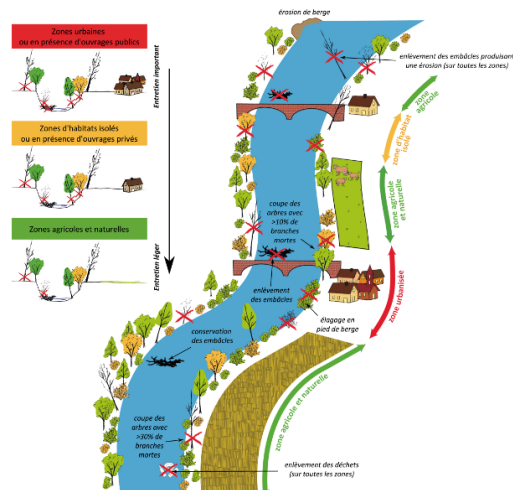 Zones urbaines
ou en présence d'ouvrages publics
Zones d'habitats isolés
ou en présence d'ouvrages privés
Zones agricoles et naturelles
Entretien important
Entretien léger
érosion de berge
enlèvement des embâcles produisant
une érosion (sur toutes les zones)
zone agricole
zone d'habitat
isolé
zone agricole
et naturelle
coupe des
arbres avec
>10% de
branches
mortes
enlèvement
des embâcles
zone urbanisée
élagage en
pied de berge
conservation
des embâcles
zone agricole et naturelle
coupe des
arbres avec
>30% de
branches
mortes
enlèvement des déchets
(sur toutes les zones)